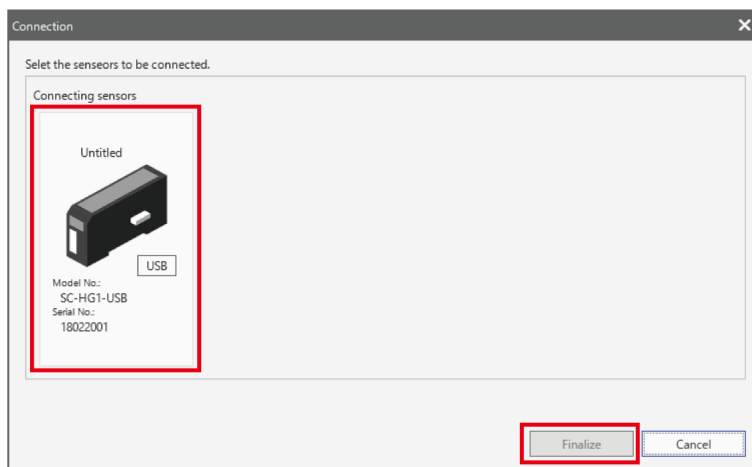 Connection
Selet the senseors to be connected.
Connecting sensors
Untitled
USB
Model No.:
SC-HG1-USB
Serial No.:
18022001
Finalize
Cancel